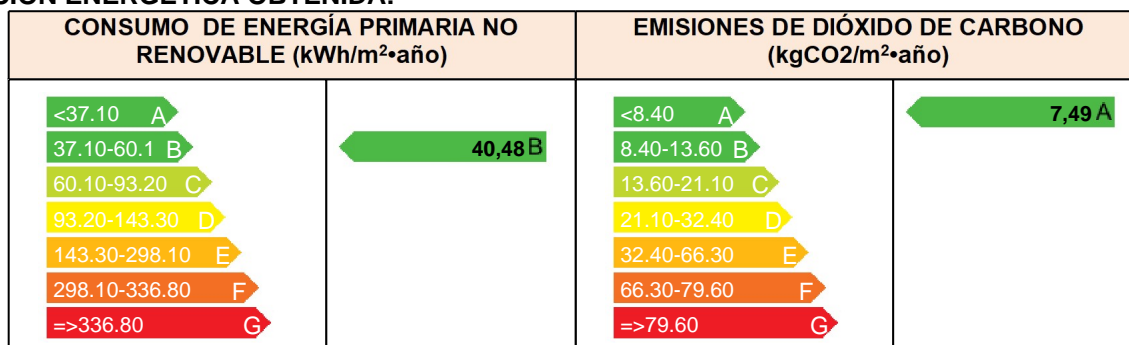 CONSUMO DE ENERGÍA PRIMARIA NO
RENOVABLE (kWh/m²•año)
<37.10 A
37.10-60.1 B
60.10-93.20 C
93.20-143.30 D
143.30-298.10 E
298.10-336.80 F
=>336.80 G
40,48 B
EMISIONES DE DIÓXIDO DE CARBONO
(kgCO2/m²•año)
<8.40 A
8.40-13.60 B
13.60-21.10 C
21.10-32.40 D
32.40-66.30 E
66.30-79.60 F
=>79.60 G
7,49 A